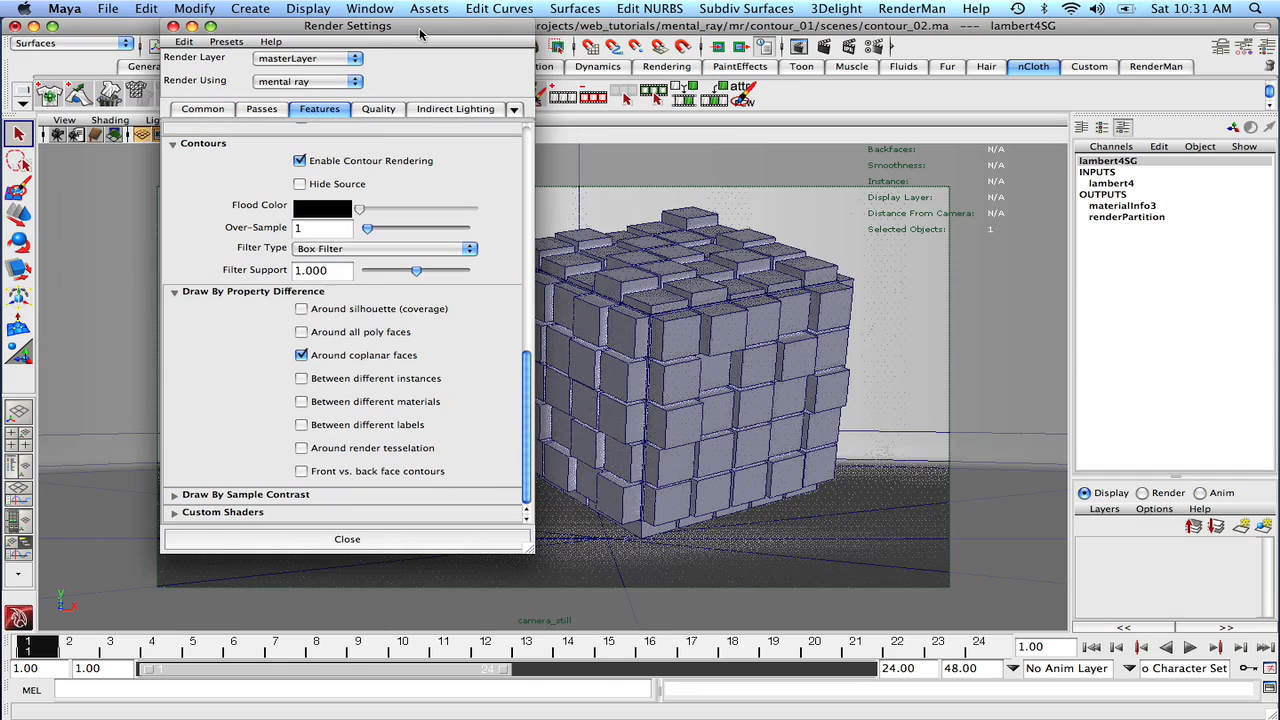 Maya File Edit Modify Create Display Window Assets Edit Curves Surfaces Edit NURBS Subdiv Surfaces Muscle RenderMan Help Sat 10:31 AM
Render Settings
projects/web_tutorials/mental_ray/mr/contour_01/scenes/contour_02.ma --- lambert4SG
Surfaces
Edit Presets Help
Render Layer masterLayer
Render Using mental ray
Dynamics Rendering PaintEffects Toon Muscle Fluids Fur Hair nCloth Custom RenderMan
Common Passes Features Quality Indirect Lighting
View Shading
Contours
Enable Contour Rendering
Hide Source
Flood Color
Over-Sample 1
Filter Type Box Filter
Filter Support 1.000
Draw By Property Difference
Around silhouette (coverage)
Around all poly faces
Around coplanar faces
Between different instances
Between different materials
Between different labels
Around render tesselation
Front vs. back face contours
Draw By Sample Contrast
Custom Shaders
Close
Backfaces: N/A
Smoothness: N/A
Instance: N/A
Display Layer: N/A
Distance From Camera: N/A
Selected Objects: 1
camera_still
Channels Edit Object Show
lambert4SG
INPUTS
lambert4
OUTPUTS
materialInfo3
renderPartition
Display Render Anim
Layers Options Help
<< >>
1 2 3 4 5 6 7 8 9 10 11 12 13 14 15 16 17 18 19 20 21 22 23 24
1
1.00
1.00 1.00 1 24 24.00 48.00 No Anim Layer o Character Set
MEL